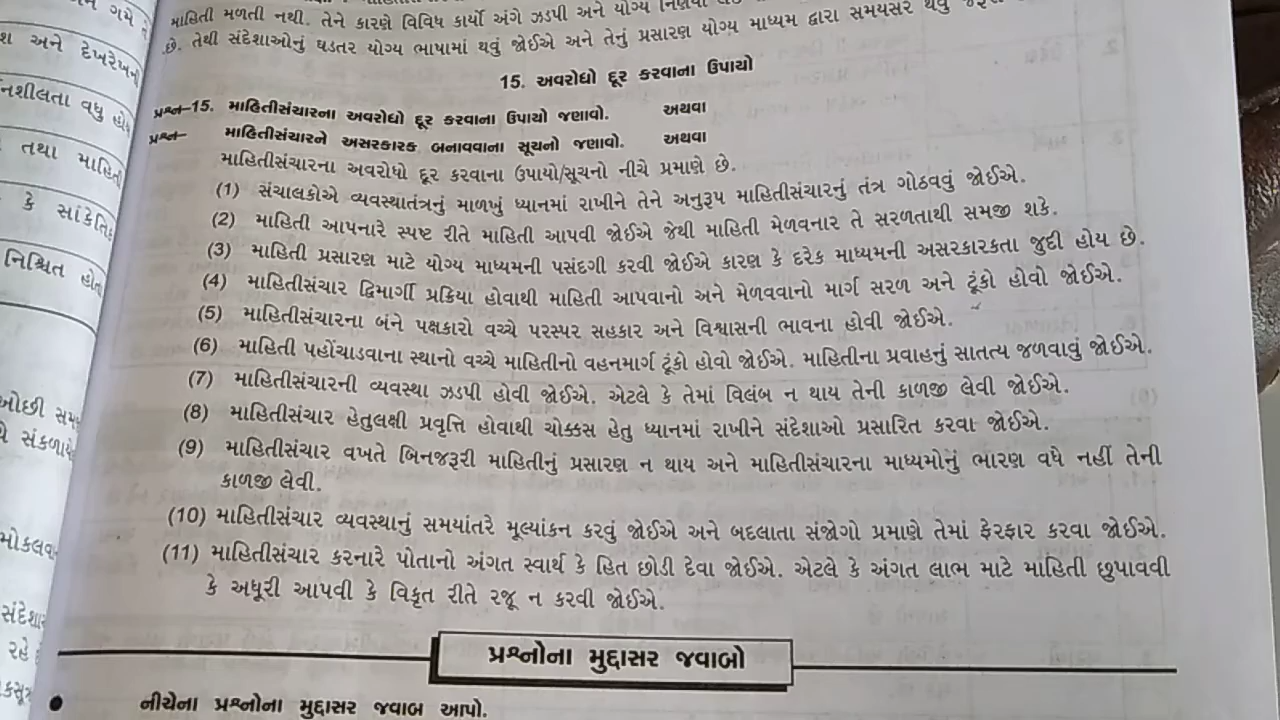 માહિતી મળતી નથી. તેને કારણે વિવિધ કાર્યો અંગે ઝડપી અને યોગ્ય
છે. તેથી સંદેશાઓનું ઘડતર યોગ્ય ભાષામાં થવું જોઈએ અને તેનું પ્રસારણ યોગ્ય માધ્યમ દ્વારા સમયસર થવું
15. અવરોધો દૂર કરવાના ઉપાયો
પ્રશ્ન–15. માહિતીસંચારના અવરોધો દૂર કરવાના ઉપાયો જણાવો. અથવા
પ્રશ્ન– માહિતીસંચારને અસરકારક બનાવવાના સૂચનો જણાવો. અથવા
માહિતીસંચારના અવરોધો દૂર કરવાના ઉપાયો/સૂચનો નીચે પ્રમાણે છે.
(1) સંચાલકોએ વ્યવસ્થાતંત્રનું માળખું ધ્યાનમાં રાખીને તેને અનુરૂપ માહિતીસંચારનું તંત્ર ગોઠવવું જોઈએ.
(2) માહિતી આપનારે સ્પષ્ટ રીતે માહિતી આપવી જોઈએ જેથી માહિતી મેળવનાર તે સરળતાથી સમજી શકે.
(3) માહિતી પ્રસારણ માટે યોગ્ય માધ્યમની પસંદગી કરવી જોઈએ કારણ કે દરેક માધ્યમની અસરકારકતા જુદી હોય છે.
(4) માહિતીસંચાર દ્વિમાર્ગી પ્રક્રિયા હોવાથી માહિતી આપવાનો અને મેળવવાનો માર્ગ સરળ અને ટૂંકો હોવો જોઈએ.
(5) માહિતીસંચારના બંને પક્ષકારો વચ્ચે પરસ્પર સહકાર અને વિશ્વાસની ભાવના હોવી જોઈએ.
(6) માહિતી પહોંચાડવાના સ્થાનો વચ્ચે માહિતીનો વહનમાર્ગ ટૂંકો હોવો જોઈએ. માહિતીના પ્રવાહનું સાતત્ય જળવાવું જોઈએ.
(7) માહિતીસંચારની વ્યવસ્થા ઝડપી હોવી જોઈએ. એટલે કે તેમાં વિલંબ ન થાય તેની કાળજી લેવી જોઈએ.
(8) માહિતીસંચાર હેતુલક્ષી પ્રવૃત્તિ હોવાથી ચોક્કસ હેતુ ધ્યાનમાં રાખીને સંદેશાઓ પ્રસારિત કરવા જોઈએ.
(9) માહિતીસંચાર વખતે બિનજરૂરી માહિતીનું પ્રસારણ ન થાય અને માહિતીસંચારના માધ્યમોનું ભારણ વધે નહીં તેની
કાળજી લેવી.
(10) માહિતીસંચાર વ્યવસ્થાનું સમયાંતરે મૂલ્યાંકન કરવું જોઈએ અને બદલાતા સંજોગો પ્રમાણે તેમાં ફેરફાર કરવા જોઈએ.
(11) માહિતીસંચાર કરનારે પોતાનો અંગત સ્વાર્થ કે હિત છોડી દેવા જોઈએ. એટલે કે અંગત લાભ માટે માહિતી છુપાવવી
કે અધૂરી આપવી કે વિકૃત રીતે રજૂ ન કરવી જોઈએ.
પ્રશ્નોના મુદ્દાસર જવાબો
● નીચેના પ્રશ્નોના મુદ્દાસર જવાબ આપો.
ગમે
અને દેખરેખ
વધુ
તથા
કે
નિશ્ચિત
ઓછી
રહે